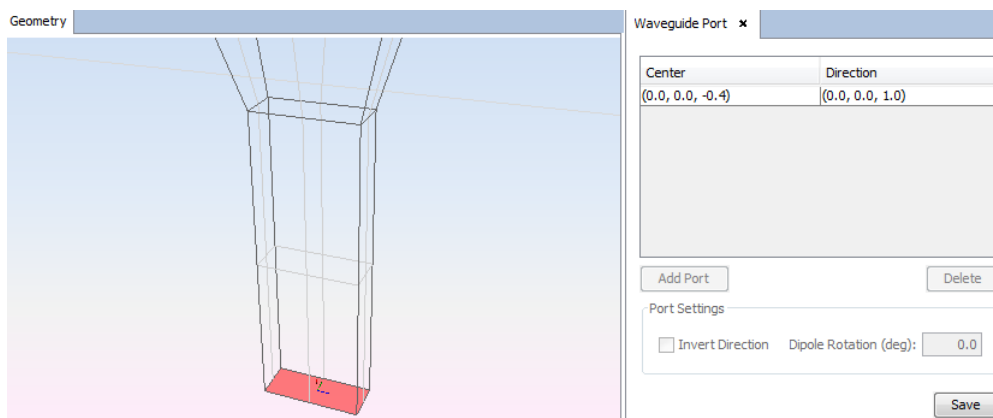 Geometry
Waveguide Port ×
Center Direction
(0.0, 0.0, -0.4) (0.0, 0.0, 1.0)
Add Port Delete
Port Settings
Invert Direction Dipole Rotation (deg): 0.0
Save